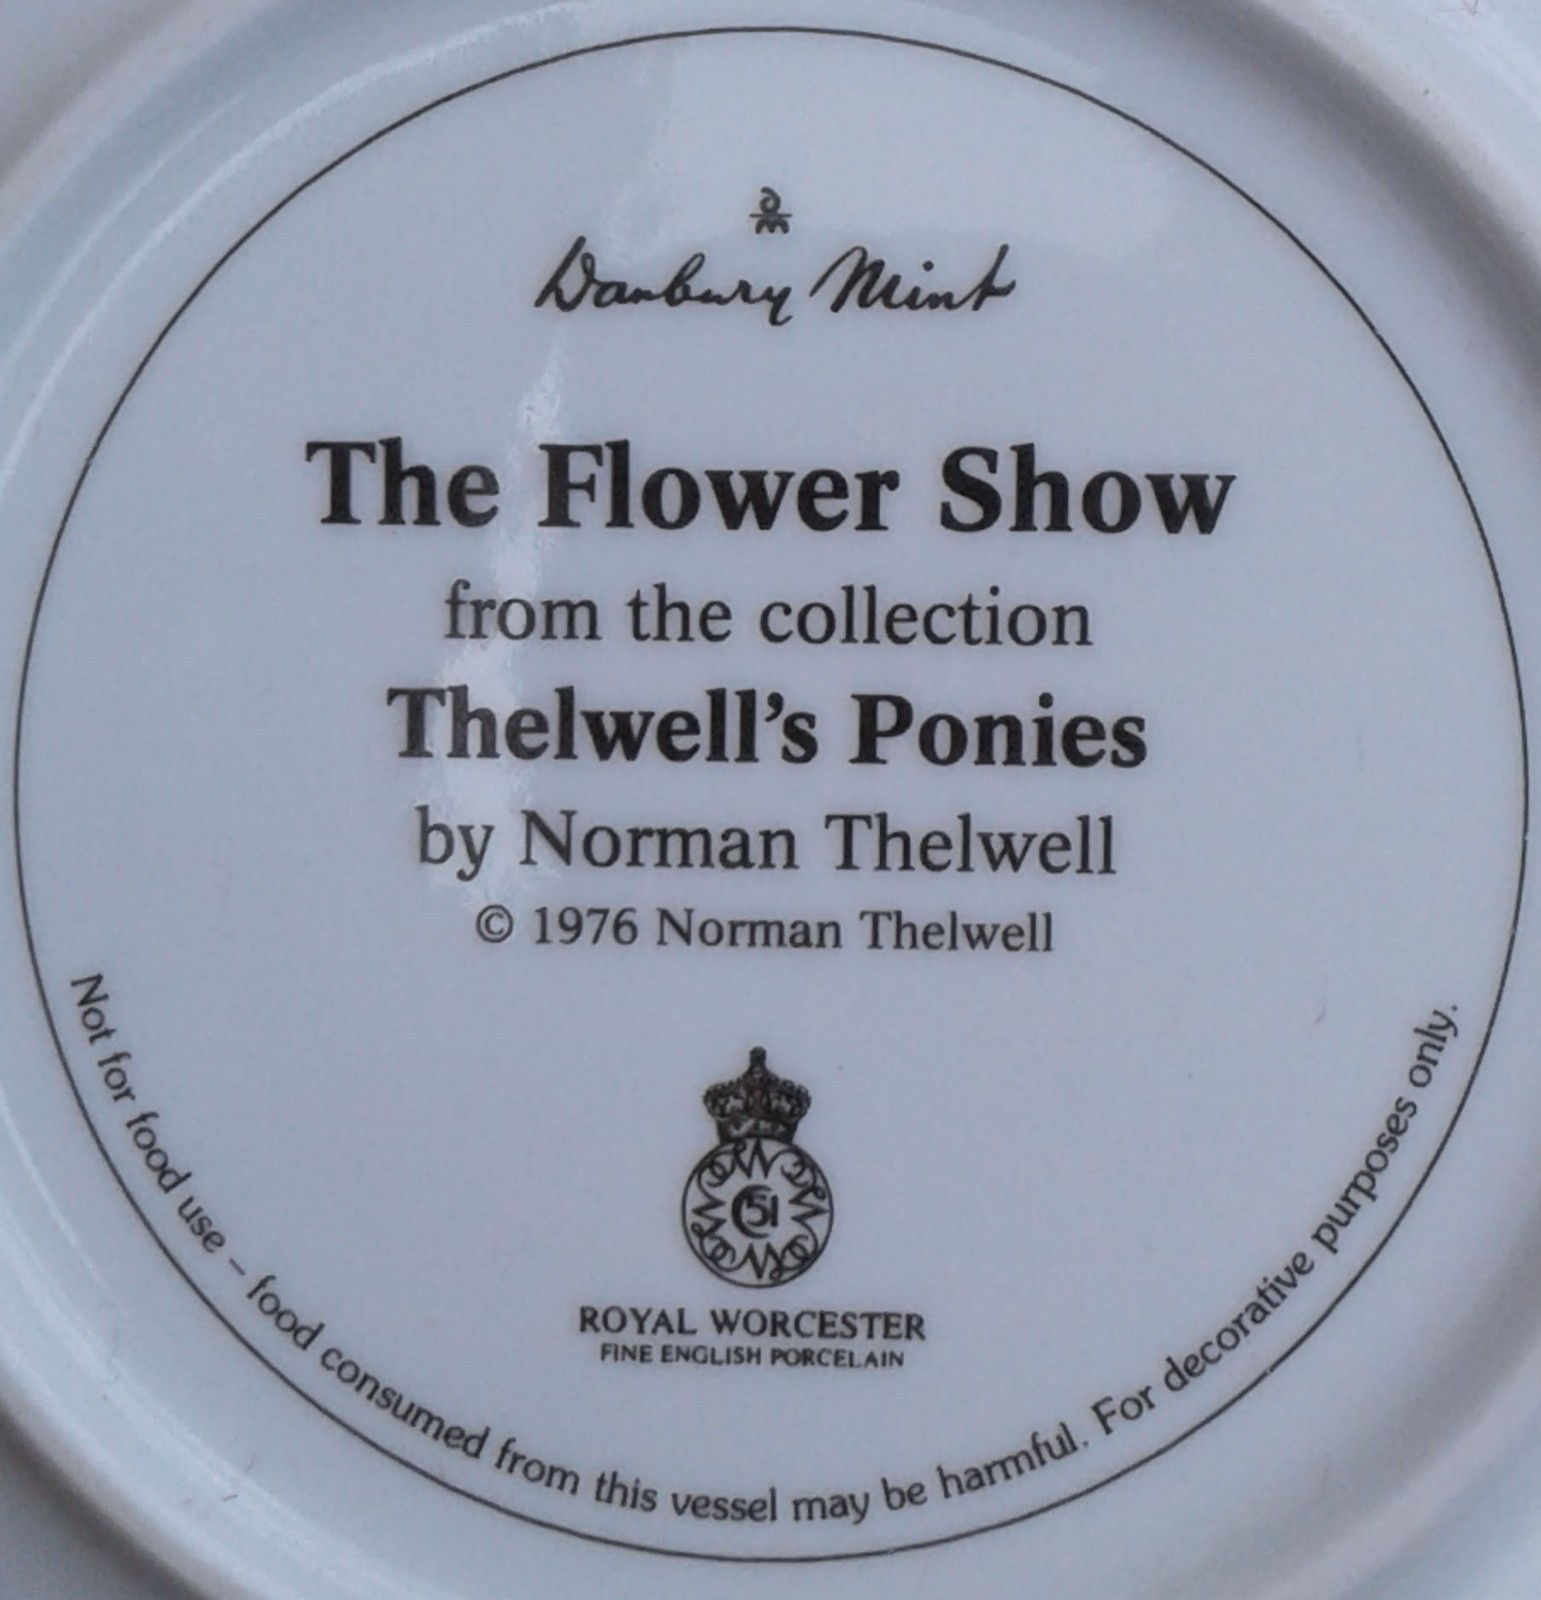 Danbury Mint
The Flower Show
from the collection
Thelwell's Ponies
by Norman Thelwell
© 1976 Norman Thelwell
51
ROYAL WORCESTER
FINE ENGLISH PORCELAIN
Not for food use – food consumed from this vessel may be harmful. For decorative purposes only.